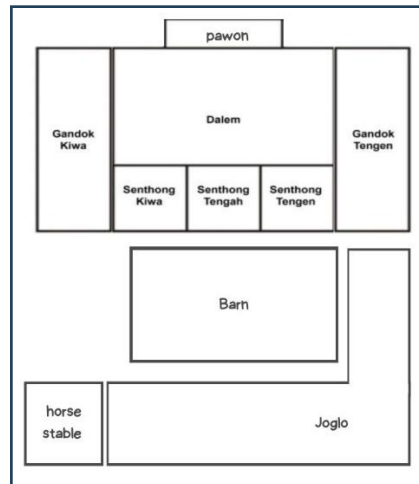 pawon
Dalem
Gandok
Kiwa
Gandok
Tengen
Senthong
Kiwa
Senthong
Tengah
Senthong
Tengen
Barn
horse
stable
Joglo